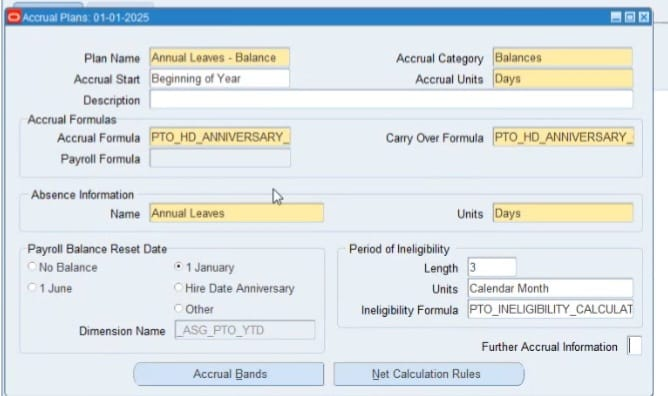 Accrual Plans: 01-01-2025
Plan Name Annual Leaves - Balance Accrual Category Balances
Accrual Start Beginning of Year Accrual Units Days
Description
Accrual Formulas
Accrual Formula PTO_HD_ANNIVERSARY_ Carry Over Formula PTO_HD_ANNIVERSARY_
Payroll Formula
Absence Information
Name Annual Leaves Units Days
Payroll Balance Reset Date Period of Ineligibility
No Balance 1 January Length 3
1 June Hire Date Anniversary Units Calendar Month
Other Ineligibility Formula PTO_INELIGIBILITY_CALCULAT
Dimension Name _ASG_PTO_YTD
Further Accrual Information
Accrual Bands Net Calculation Rules